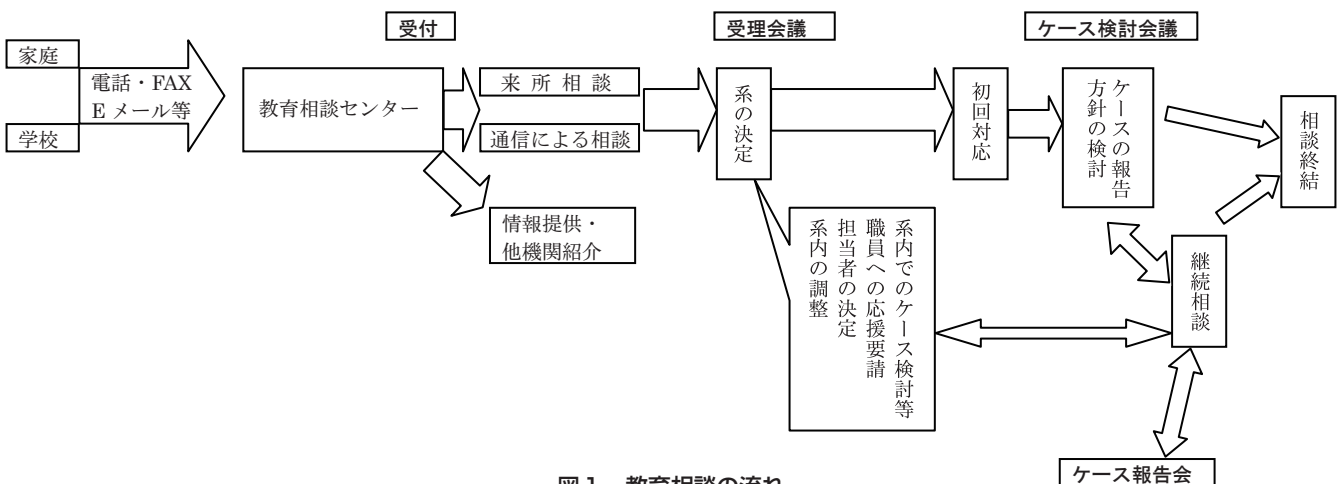 受付
受理会議
ケース検討会議
家庭
学校
電話・FAX
E メール等
教育相談センター
来 所 相 談
通信による相談
情報提供・
他機関紹介
系の決定
系内でのケース検討等
職員への応援要請
担当者の決定
系内の調整
初回対応
ケースの報告
方針の検討
相談終結
継続相談
ケース報告会
図1 教育相談の流れ